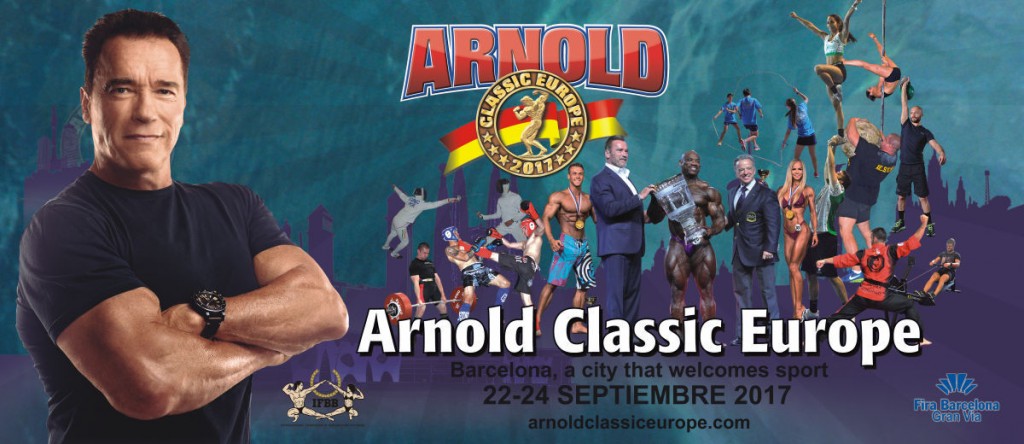 ARNOLD
CLASSIC EUROPE
2017
Arnold Classic Europe
Barcelona, a city that welcomes sport
22-24 SEPTIEMBRE 2017
arnoldclassiceurope.com
IFBB
Fira Barcelona
Gran Via